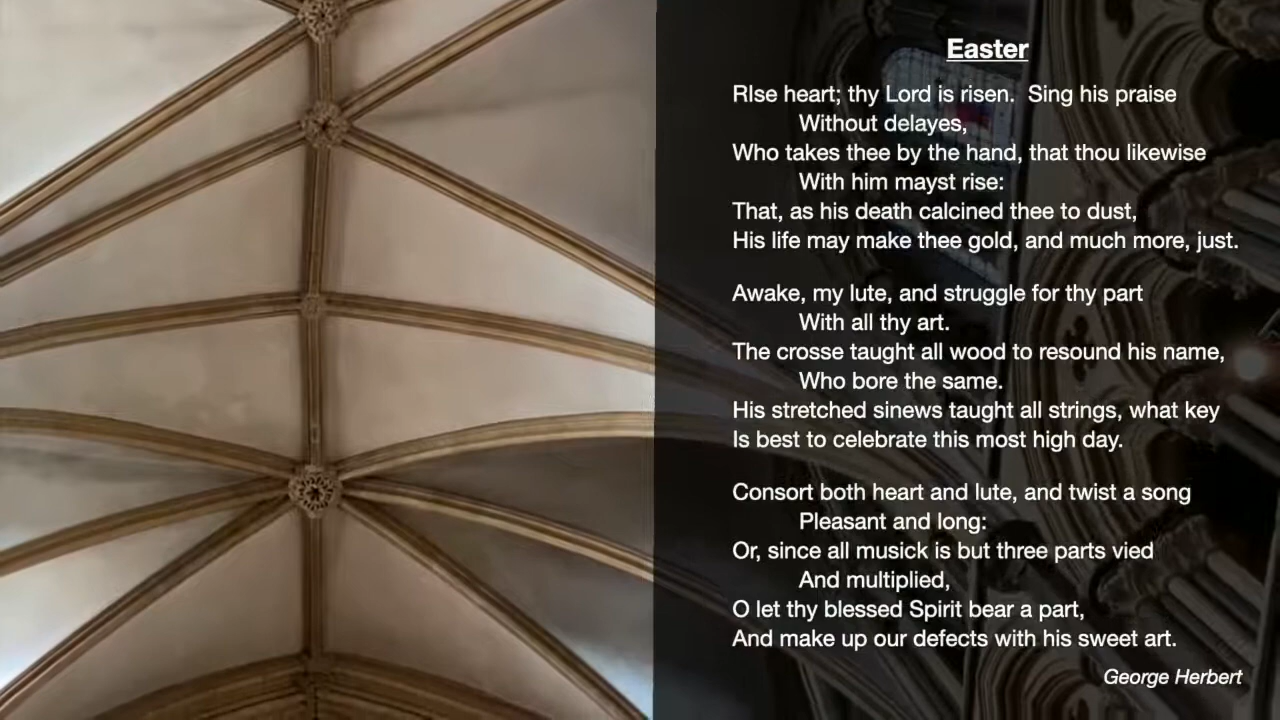 Easter
RIse heart; thy Lord is risen.  Sing his praise
Without delayes,
Who takes thee by the hand, that thou likewise
With him mayst rise:
That, as his death calcined thee to dust,
His life may make thee gold, and much more, just.
Awake, my lute, and struggle for thy part
With all thy art.
The crosse taught all wood to resound his name,
Who bore the same.
His stretched sinews taught all strings, what key
Is best to celebrate this most high day.
Consort both heart and lute, and twist a song
Pleasant and long:
Or, since all musick is but three parts vied
And multiplied,
O let thy blessed Spirit bear a part,
And make up our defects with his sweet art.
George Herbert